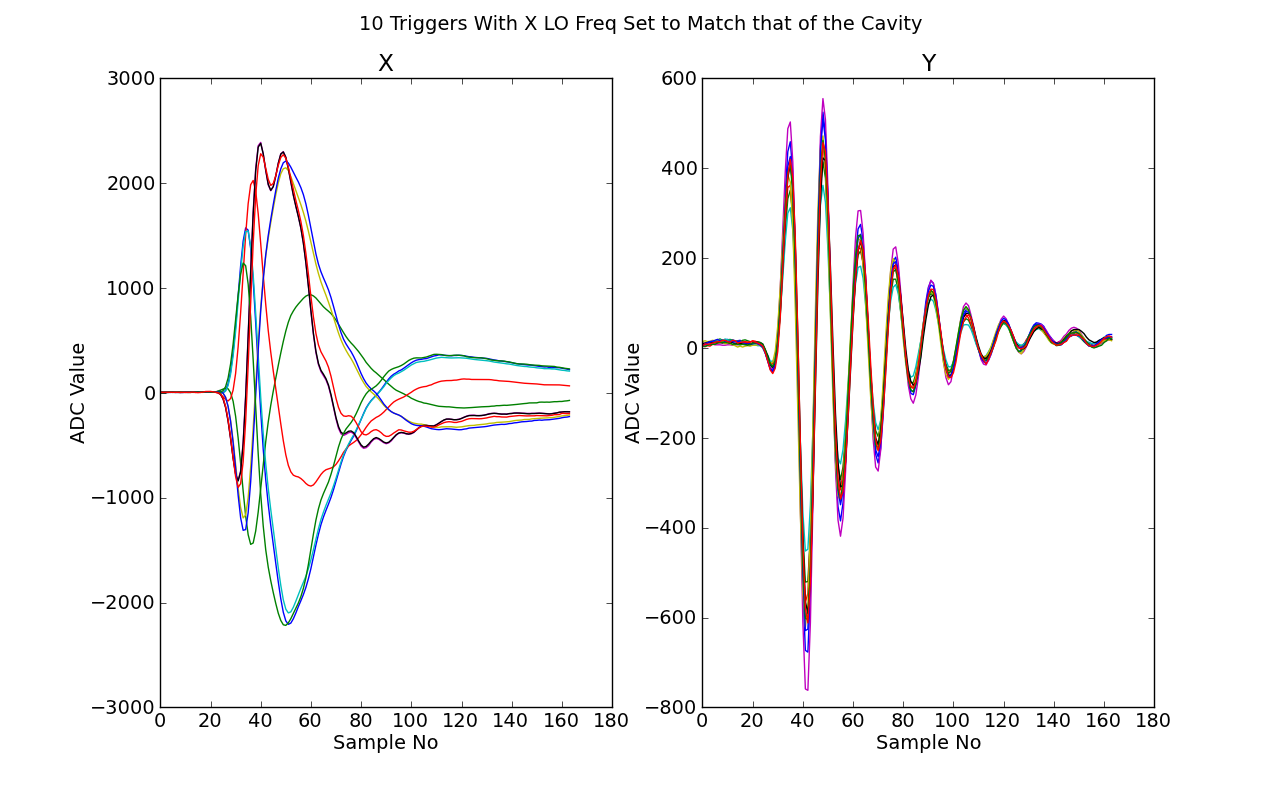 10 Triggers With X LO Freq Set to Match that of the Cavity
X
3000
2000
1000
0
−1000
−2000
−3000
ADC Value
0 20 40 60 80 100 120 140 160 180
Sample No
Y
600
400
200
0
−200
−400
−600
−800
ADC Value
0 20 40 60 80 100 120 140 160 180
Sample No